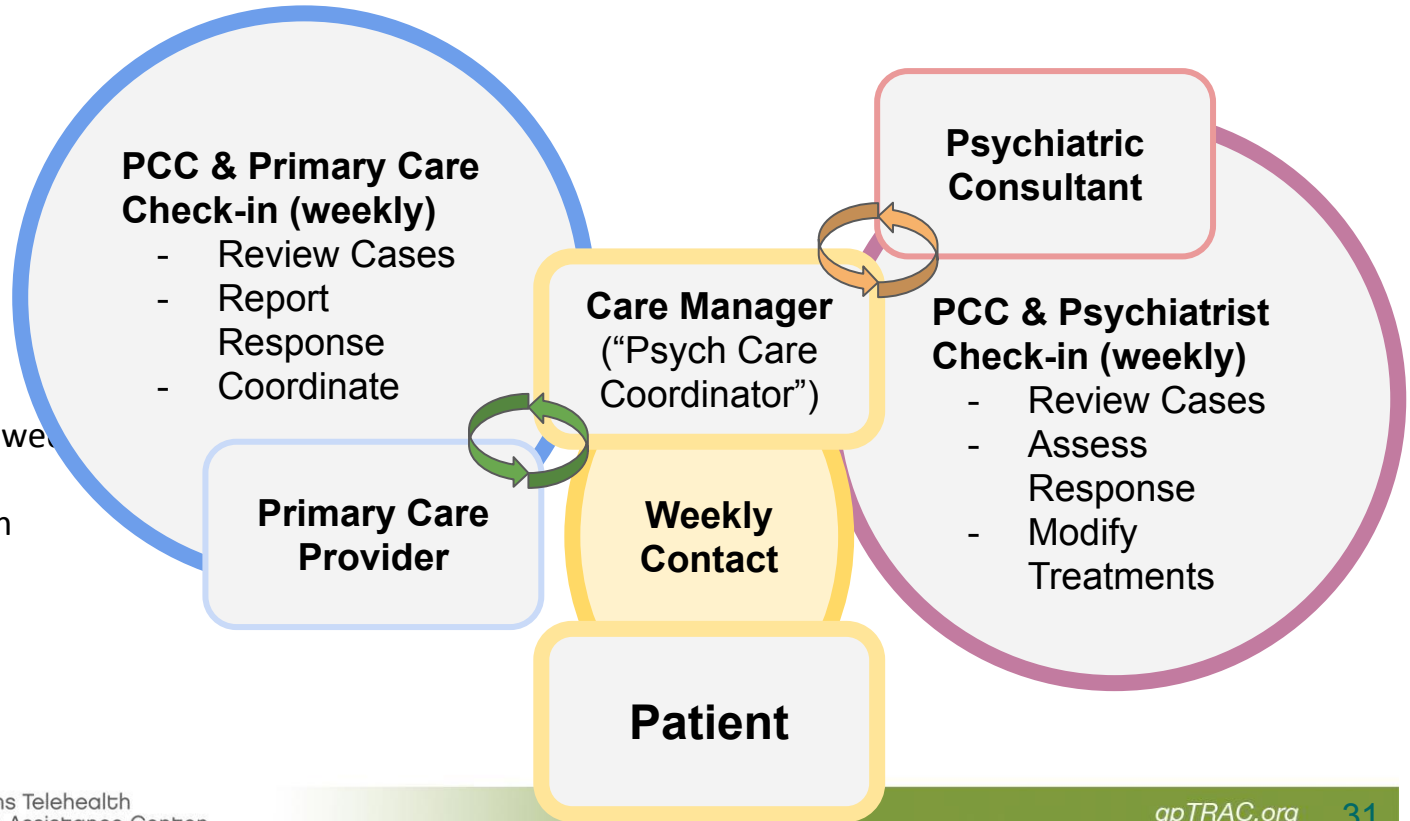 PCC & Primary Care
Check-in (weekly)
- Review Cases
- Report
Response
- Coordinate
Primary Care
Provider
Care Manager
(“Psych Care
Coordinator”)
Weekly
Contact
Patient
Psychiatric
Consultant
PCC & Psychiatrist
Check-in (weekly)
- Review Cases
- Assess
Response
- Modify
Treatments
Telehealth
gpTRAC.org 31